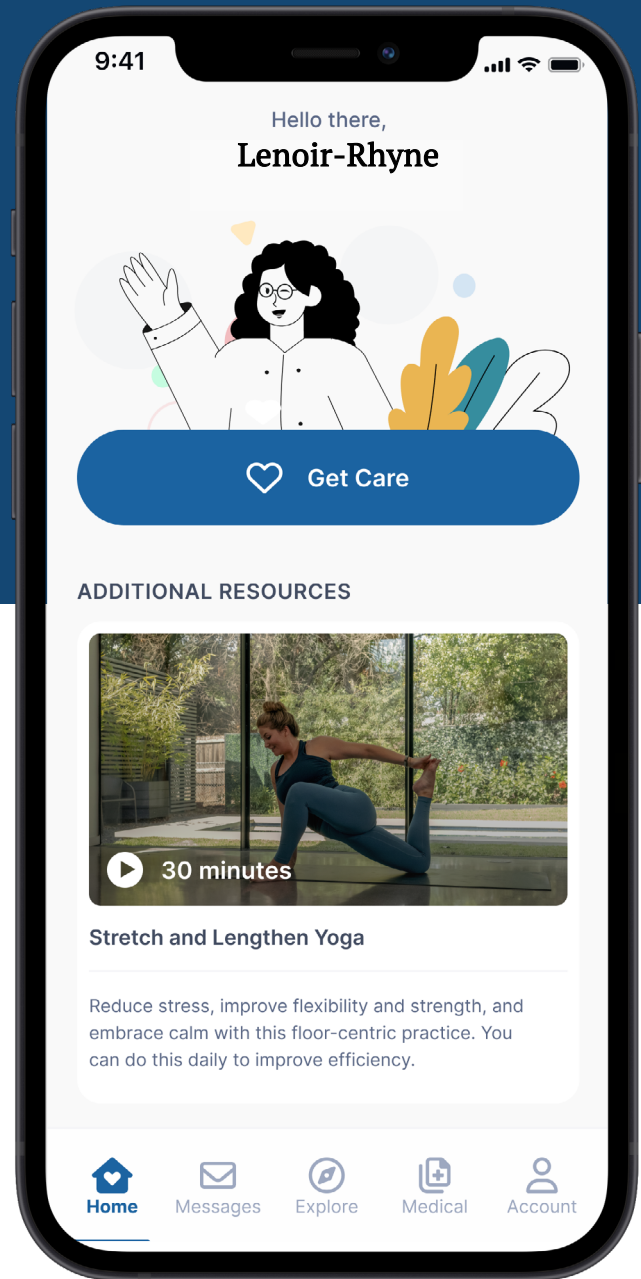 9:41
Hello there,
Lenoir-Rhyne
Get Care
ADDITIONAL RESOURCES
30 minutes
Stretch and Lengthen Yoga
Reduce stress, improve flexibility and strength, and
embrace calm with this floor-centric practice. You
can do this daily to improve efficiency.
Home Messages Explore Medical Account